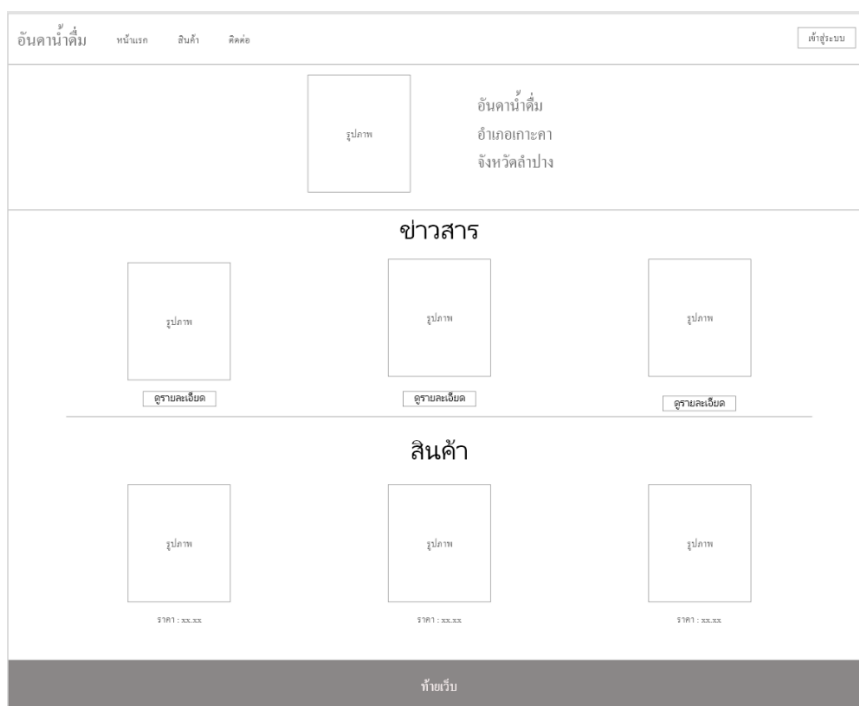 อันดาน้ำดื่ม หน้าแรก สินค้า ติดต่อ เข้าสู่ระบบ
รูปภาพ
อันดาน้ำดื่ม
อำเภอเกาะคา
จังหวัดลำปาง
ข่าวสาร
รูปภาพ รูปภาพ รูปภาพ
ดูรายละเอียด ดูรายละเอียด ดูรายละเอียด
สินค้า
รูปภาพ รูปภาพ รูปภาพ
ราคา : xx.xx ราคา : xx.xx ราคา : xx.xx
ท้ายเว็บ